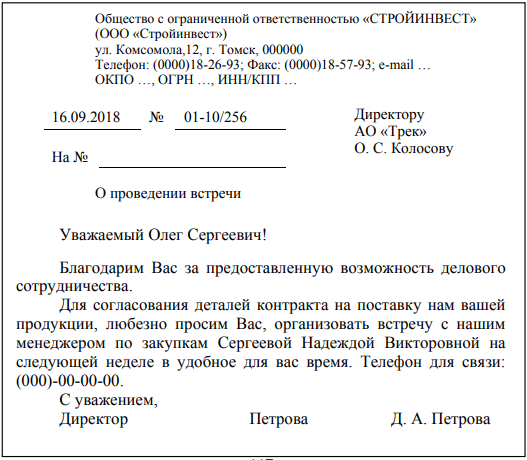 Общество с ограниченной ответственностью «СТРОЙИНВЕСТ»
(ООО «Стройинвест»)
ул. Комсомола,12, г. Томск, 000000
Телефон: (0000)18-26-93; Факс: (0000)18-57-93; e-mail …
ОКПО …, ОГРН …, ИНН/КПП …
16.09.2018 № 01-10/256
Директору
АО «Трек»
О. С. Колосову
На №
О проведении встречи
Уважаемый Олег Сергеевич!
Благодарим Вас за предоставленную возможность делового
сотрудничества.
Для согласования деталей контракта на поставку нам вашей
продукции, любезно просим Вас, организовать встречу с нашим
менеджером по закупкам Сергеевой Надеждой Викторовной на
следующей неделе в удобное для вас время. Телефон для связи:
(000)-00-00-00.
С уважением,
Директор Петрова Д. А. Петрова